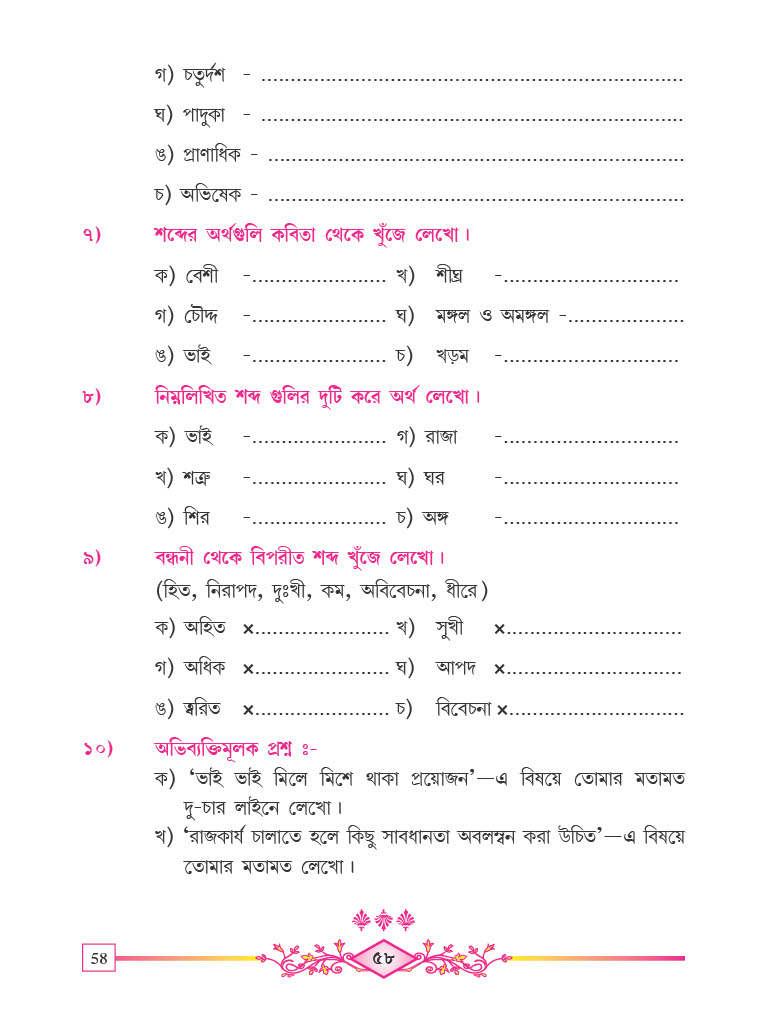 গ) চতুর্দশ - ........................................................................
ঘ) পাদুকা - ........................................................................
ঙ) প্রাণাধিক - .......................................................................
চ) অভিষেক - .......................................................................
৭) শব্দের অর্থগুলি কবিতা থেকে খুঁজে লেখো।
ক) বেশী -....................... খ) শীঘ্র -..............................
গ) চৌদ্দ -....................... ঘ) মঙ্গল ও অমঙ্গল -....................
ঙ) ভাই -....................... চ) খড়ম -..............................
৮) নিম্নলিখিত শব্দ গুলির দুটি করে অর্থ লেখো।
ক) ভাই -....................... গ) রাজা -..............................
খ) শত্রু -....................... ঘ) ঘর -..............................
ঙ) শির -....................... চ) অঙ্গ -..............................
৯) বন্ধনী থেকে বিপরীত শব্দ খুঁজে লেখো।
(হিত, নিরাপদ, দুঃখী, কম, অবিবেচনা, ধীরে)
ক) অহিত ×....................... খ) সুখী ×..............................
গ) অধিক ×....................... ঘ) আপদ ×..............................
ঙ) ত্বরিত ×....................... চ) বিবেচনা ×..............................
১০) অভিব্যক্তিমূলক প্রশ্ন ঃ-
ক) ‘ভাই ভাই মিলে মিশে থাকা প্রয়োজন’—এ বিষয়ে তোমার মতামত
দু-চার লাইনে লেখো।
খ) ‘রাজকার্য চালাতে হলে কিছু সাবধানতা অবলম্বন করা উচিত’—এ বিষয়ে
তোমার মতামত লেখো।
58 ৫৮